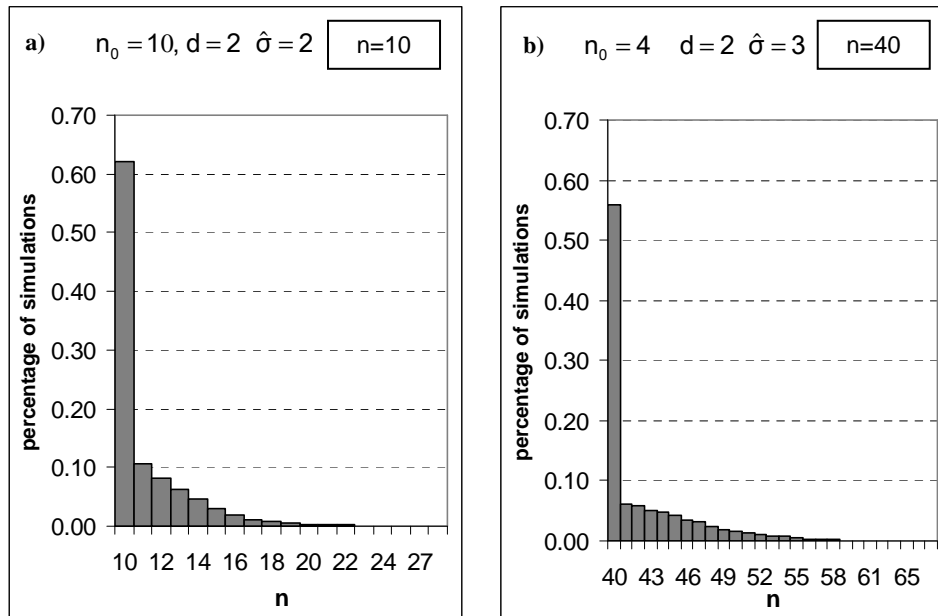 a) n₀ = 10, d = 2 σ̂ = 2 n=10
percentage of simulations
0.70
0.60
0.50
0.40
0.30
0.20
0.10
0.00
10 12 14 16 18 20 22 24 27
n
b) n₀ = 4 d = 2 σ̂ = 3 n=40
percentage of simulations
0.70
0.60
0.50
0.40
0.30
0.20
0.10
0.00
40 43 46 49 52 55 58 61 65
n